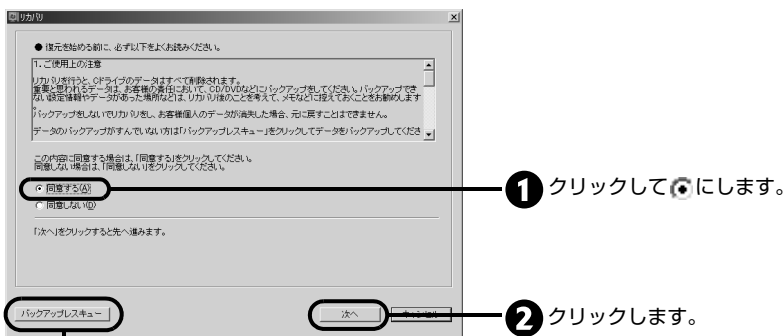 リカバリ
● 復元を始める前に、必ず以下をよくお読みください。
1. ご使用上の注意
リカバリを行うと、Cドライブのデータはすべて削除されます。
重要と思われるデータは、お客様の責任において、CD/DVDなどにバックアップをしてください。バックアップでき
ない設定情報やデータがあった場所などは、リカバリ後のことを考えて、メモなどに控えておくことをお勧めします
。
バックアップをしないでリカバリをし、お客様個人のデータが消失した場合、元に戻すことはできません。
データのバックアップがすんでいない方は「バックアップレスキュー」をクリックしてデータをバックアップしてくださ
この内容に同意する場合は、「同意する」をクリックしてください。
同意しない場合は、「同意しない」をクリックしてください。
同意する(A)
1 クリックして にします。
同意しない(D)
「次へ」をクリックすると先へ進みます。
バックアップレスキュー
次へ
キャンセル
2 クリックします。